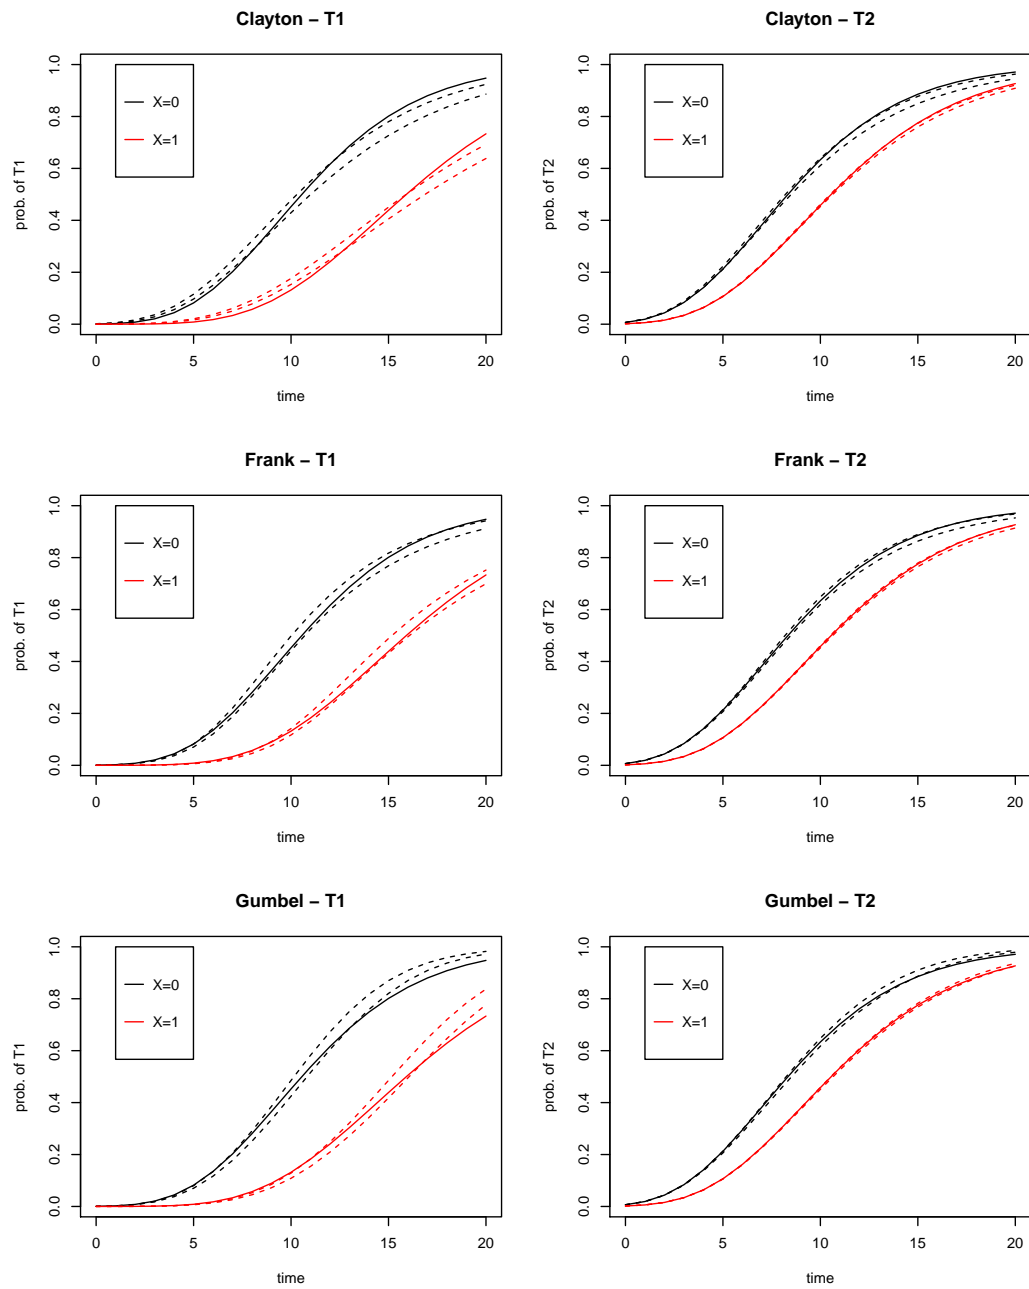 Clayton − T1
prob. of T1
0.0 0.2 0.4 0.6 0.8 1.0
X=0
X=1
0 5 10 15 20
time
Clayton − T2
prob. of T2
0.0 0.2 0.4 0.6 0.8 1.0
X=0
X=1
0 5 10 15 20
time
Frank − T1
prob. of T1
0.0 0.2 0.4 0.6 0.8 1.0
X=0
X=1
0 5 10 15 20
time
Frank − T2
prob. of T2
0.0 0.2 0.4 0.6 0.8 1.0
X=0
X=1
0 5 10 15 20
time
Gumbel − T1
prob. of T1
0.0 0.2 0.4 0.6 0.8 1.0
X=0
X=1
0 5 10 15 20
time
Gumbel − T2
prob. of T2
0.0 0.2 0.4 0.6 0.8 1.0
X=0
X=1
0 5 10 15 20
time